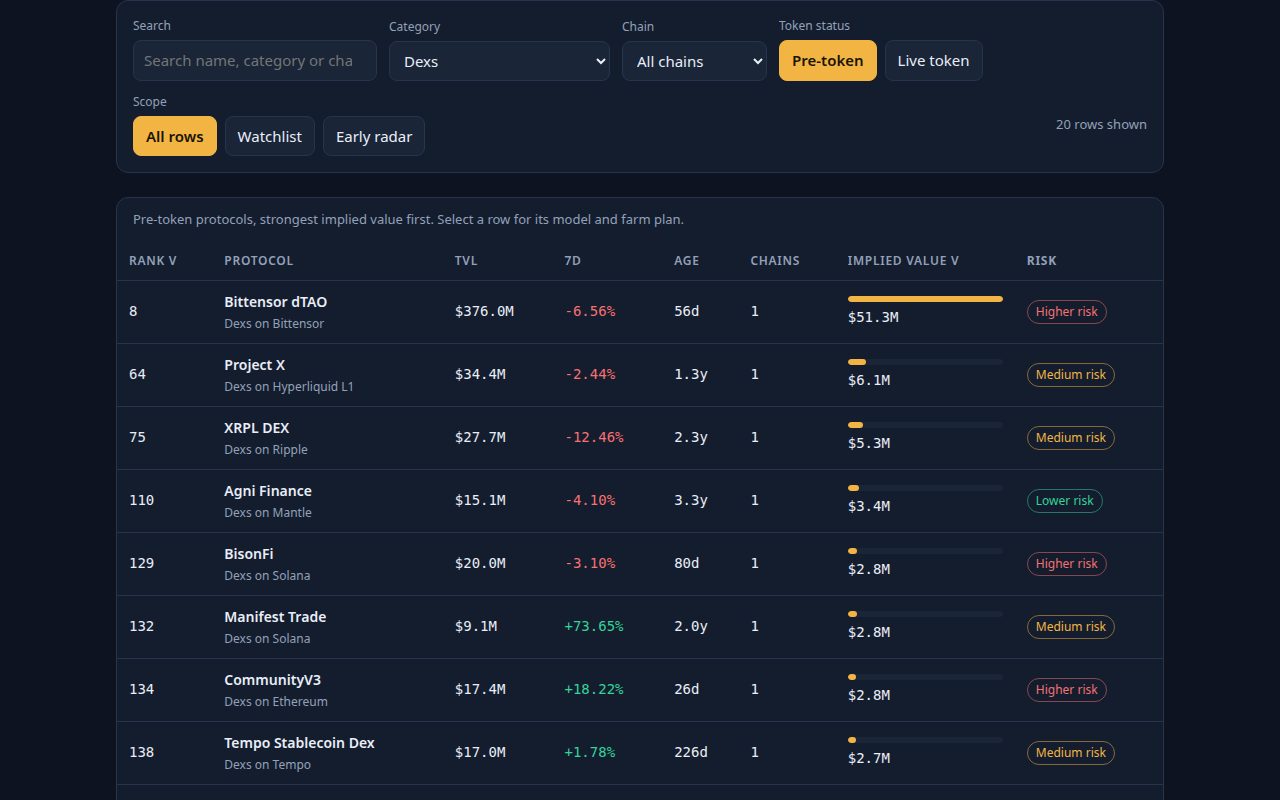 Search
Category
Chain
Token status
Search name, category or cha
Dexs
All chains
Pre-token
Live token
Scope
All rows
Watchlist
Early radar
20 rows shown
Pre-token protocols, strongest implied value first. Select a row for its model and farm plan.
RANK V PROTOCOL TVL 7D AGE CHAINS IMPLIED VALUE V RISK
8 Bittensor dTAO $376.0M -6.56% 56d 1 $51.3M Higher risk
Dexs on Bittensor
64 Project X $34.4M -2.44% 1.3y 1 $6.1M Medium risk
Dexs on Hyperliquid L1
75 XRPL DEX $27.7M -12.46% 2.3y 1 $5.3M Medium risk
Dexs on Ripple
110 Agni Finance $15.1M -4.10% 3.3y 1 $3.4M Lower risk
Dexs on Mantle
129 BisonFi $20.0M -3.10% 80d 1 $2.8M Higher risk
Dexs on Solana
132 Manifest Trade $9.1M +73.65% 2.0y 1 $2.8M Medium risk
Dexs on Solana
134 CommunityV3 $17.4M +18.22% 26d 1 $2.8M Higher risk
Dexs on Ethereum
138 Tempo Stablecoin Dex $17.0M +1.78% 226d 1 $2.7M Medium risk
Dexs on Tempo